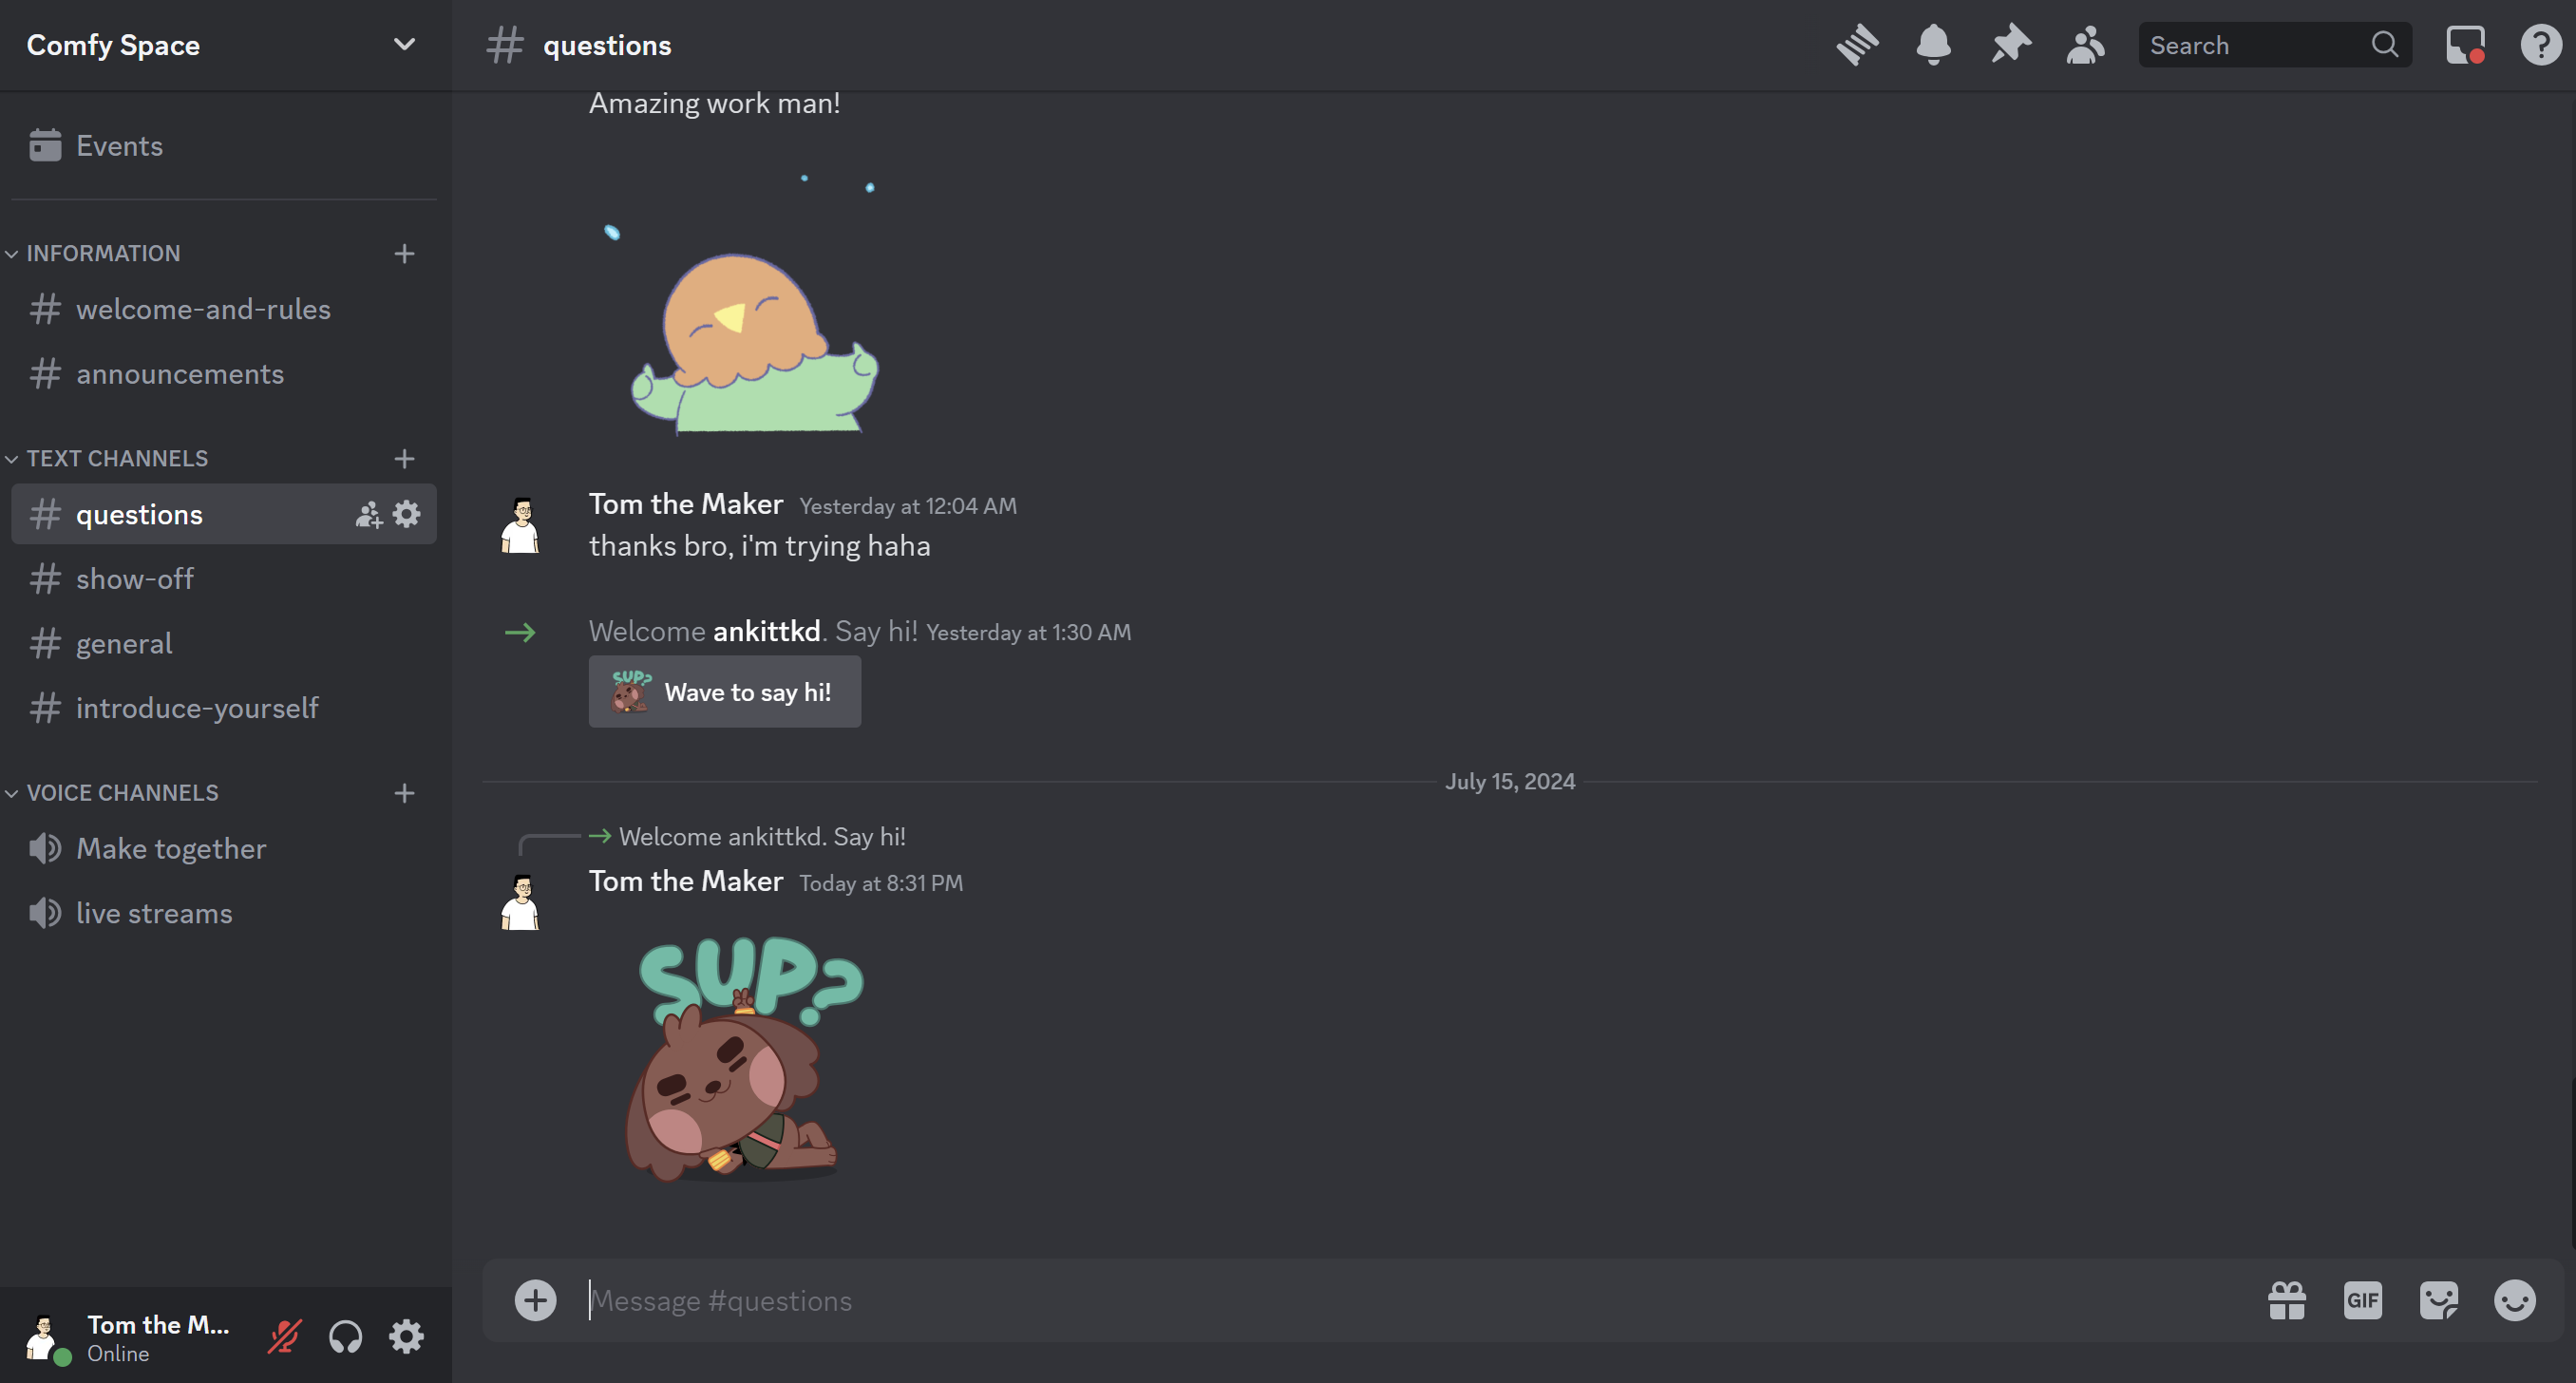 Comfy Space
Events
INFORMATION
welcome-and-rules
announcements
TEXT CHANNELS
questions
show-off
general
introduce-yourself
VOICE CHANNELS
Make together
live streams
Tom the M...
Online
questions
Search
Amazing work man!
Tom the Maker Yesterday at 12:04 AM
thanks bro, i'm trying haha
Welcome ankittkd. Say hi! Yesterday at 1:30 AM
SUP?
Wave to say hi!
July 15, 2024
Welcome ankittkd. Say hi!
Tom the Maker Today at 8:31 PM
SUP?
Message #questions
GIF